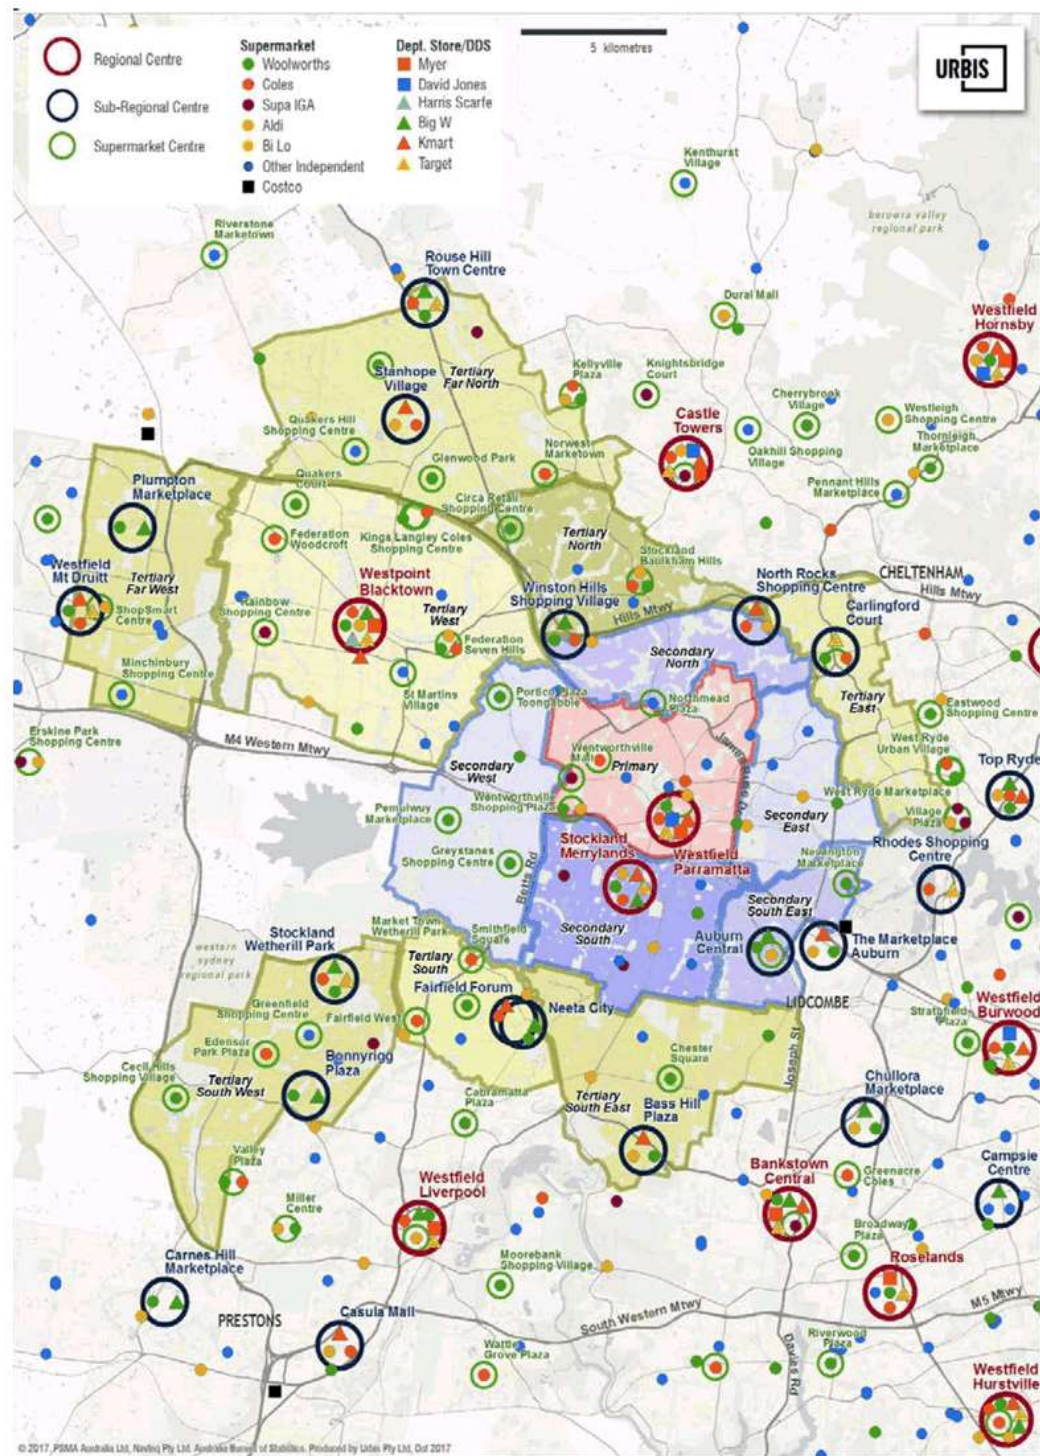 Regional Centre
Sub-Regional Centre
Supermarket Centre
Supermarket
Woolworths
Coles
Supa IGA
Aldi
Bi Lo
Other Independent
Costco
Dept. Store/DDS
Myer
David Jones
Harris Scarfe
Big W
Kmart
Target
5 kilometres
URBIS
Kenthurst
Village
berowra valley
regional park
Riverstone
Marketown
Rouse Hill
Town Centre
Dural Mall
Westfield
Hornsby
Stanhope
Village
Tertiary
Far North
Kellyville
Plaza
Knightsbridge
Court
Cherrybrook
Village
Westleigh
Shopping Centre
Castle
Towers
Quakers Hill
Shopping Centre
Oakhill Shopping
Village
Thornleigh
Marketplace
Glenwood Park
Norwest
Marketown
Pennant Hills
Marketplace
Plumpton
Marketplace
Quakers
Court
Circa Retail
Shopping Centre
Federation
Woodcroft
Kings Langley Coles
Shopping Centre
Tertiary
North
Stockland
Baulkham Hills
Westfield
Mt Druitt
Tertiary
Far West
ShopSmart
Centre
Westpoint
Blacktown
Winston Hills
Shopping Village
North Rocks
Shopping Centre
CHELTENHAM
Hills Mtwy
Carlingford
Court
Rainbow
Shopping Centre
Tertiary
West
Hills Mtwy
Federation
Seven Hills
Secondary
North
Minchinbury
Shopping Centre
St Martins
Village
Portico Plaza
Toongabbie
Northmead
Plaza
Tertiary
East
Eastwood
Shopping Centre
Erskine Park
Shopping Centre
M4 Western Mtwy
Wentworthville
Mall
Primary
James Ruse D
West Ryde
Urban Village
Secondary
West
Top Ryde
Pemulwuy
Marketplace
Wentworthville
Shopping Plaza
West Ryde Marketplace
Secondary
East
Village
Plaza
Stockland
Merrylands
Westfield
Parramatta
Rhodes Shopping
Centre
Greystanes
Shopping Centre
Betts Rd
Newington
Marketplace
Secondary
South East
Market Town
Wetherill Park
Smithfield
Square
Secondary
South
Auburn
Central
The Marketplace
Auburn
Stockland
Wetherill Park
western
sydney
regional park
Tertiary
South
Fairfield Forum
Neeta City
LIDCOMBE
Westfield
Burwood
Greenfield
Shopping Centre
Fairfield West
Strathfield
Plaza
Edensor
Park Plaza
Bonnyrigg
Plaza
Chester
Square
Joseph St
Cecil Hills
Shopping Village
Tertiary
South West
Cabramatta
Plaza
Tertiary
South East
Bass Hill
Plaza
Chullora
Marketplace
Valley
Plaza
Westfield
Liverpool
Bankstown
Central
Greenacre
Coles
Campsie
Centre
Miller
Centre
Broadway
Plaza
Carnes Hill
Marketplace
Moorebank
Shopping Village
Roselands
PRESTONS
Casula Mall
South Western Mtwy
M5 Mtwy
Wattle
Grove Plaza
Davies Rd
Riverwood
Plaza
Westfield
Hurstville
© 2017. PSMA Australia Ltd, Navteq Pty Ltd. Australia Bureau of Statistics. Produced by Urbis Pty Ltd, Oct 2017